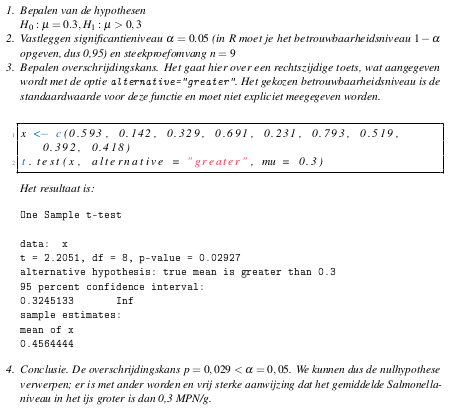 1. Bepalen van de hypothesen
H₀ : μ = 0.3, H₁ : μ > 0,3
2. Vastleggen significantieniveau α = 0.05 (in R moet je het betrouwbaarheidsniveau 1 − α
opgeven, dus 0,95) en steekproefomvang n = 9
3. Bepalen overschrijdingskans. Het gaat hier over een rechtszijdige toets, wat aangegeven
wordt met de optie alternative="greater". Het gekozen betrouwbaarheidsniveau is de
standaardwaarde voor deze functie en moet niet expliciet meegegeven worden.
1 x <- c(0.593, 0.142, 0.329, 0.691, 0.231, 0.793, 0.519,
0.392, 0.418)
2 t.test(x, alternative = "greater", mu = 0.3)
Het resultaat is:
One Sample t-test
data: x
t = 2.2051, df = 8, p-value = 0.02927
alternative hypothesis: true mean is greater than 0.3
95 percent confidence interval:
0.3245133 Inf
sample estimates:
mean of x
0.4564444
4. Conclusie. De overschrijdingskans p = 0,029 < α = 0,05. We kunnen dus de nulhypothese
verwerpen; er is met ander worden en vrij sterke aanwijzing dat het gemiddelde Salmonella-
niveau in het ijs groter is dan 0,3 MPN/g.